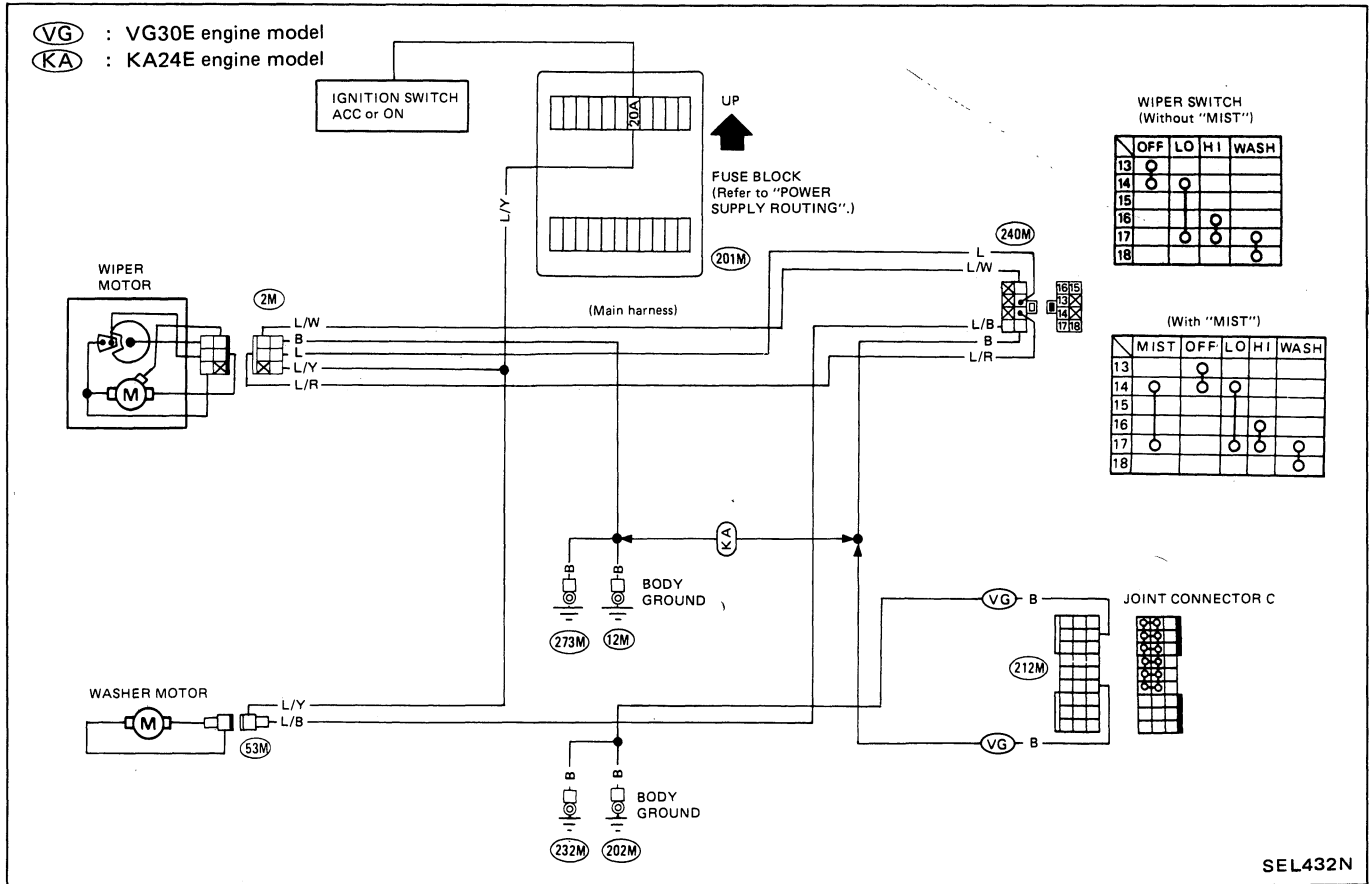 VG : VG30E engine model
KA : KA24E engine model
IGNITION SWITCH
ACC or ON
20A
UP
FUSE BLOCK
(Refer to "POWER
SUPPLY ROUTING".)
201M
L/Y
WIPER SWITCH
(Without "MIST")
OFF LO HI WASH
13
14
15
16
17
18
(With "MIST")
MIST OFF LO HI WASH
13
14
15
16
17
18
240M
L
L/W
L/B
B
L/R
16 15
13
14
17 18
WIPER
MOTOR
M
2M
L/W
B
L
L/Y
L/R
(Main harness)
KA
B
B
BODY
GROUND
273M
12M
VG B
JOINT CONNECTOR C
212M
VG B
WASHER MOTOR
M
L/Y
L/B
53M
B
B
BODY
GROUND
232M
202M
SEL432N